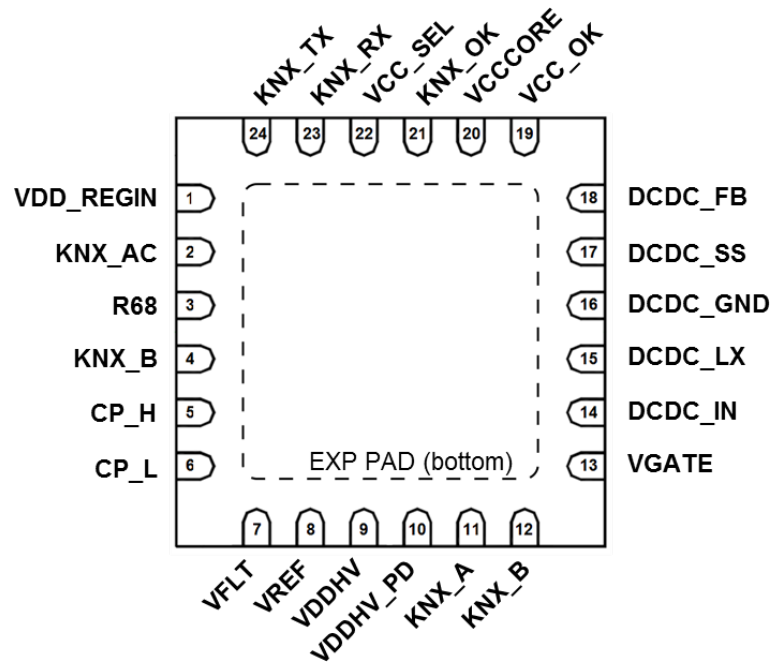 KNX_TX
KNX_RX
VCC_SEL
KNX_OK
VCCCORE
VCC_OK
24 23 22 21 20 19
VDD_REGIN 1
KNX_AC 2
R68 3
KNX_B 4
CP_H 5
CP_L 6
18 DCDC_FB
17 DCDC_SS
16 DCDC_GND
15 DCDC_LX
14 DCDC_IN
13 VGATE
EXP PAD (bottom)
7 8 9 10 11 12
VFLT
VREF
VDDHV
VDDHV_PD
KNX_A
KNX_B